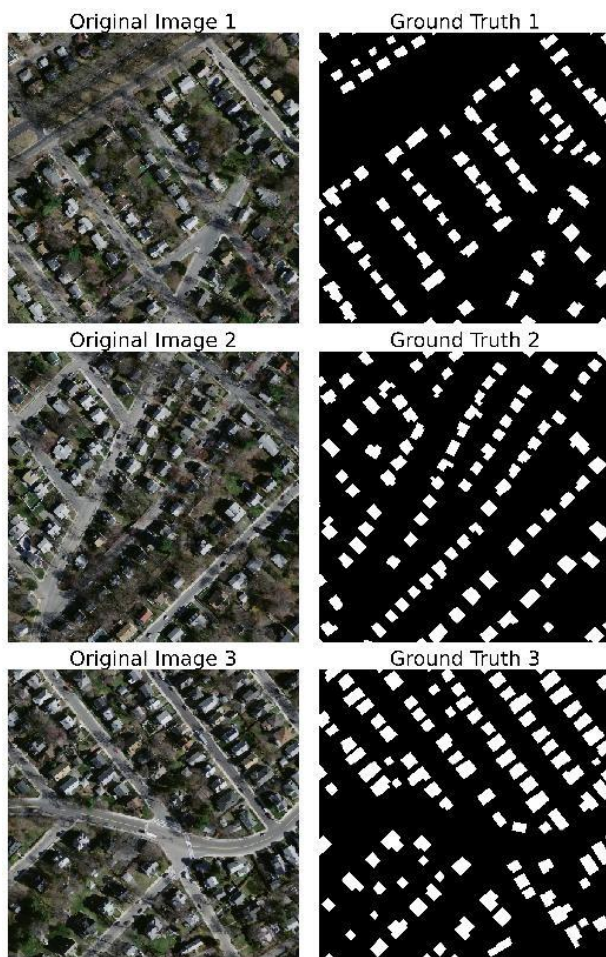 Original Image 1
Ground Truth 1
Original Image 2
Ground Truth 2
Original Image 3
Ground Truth 3